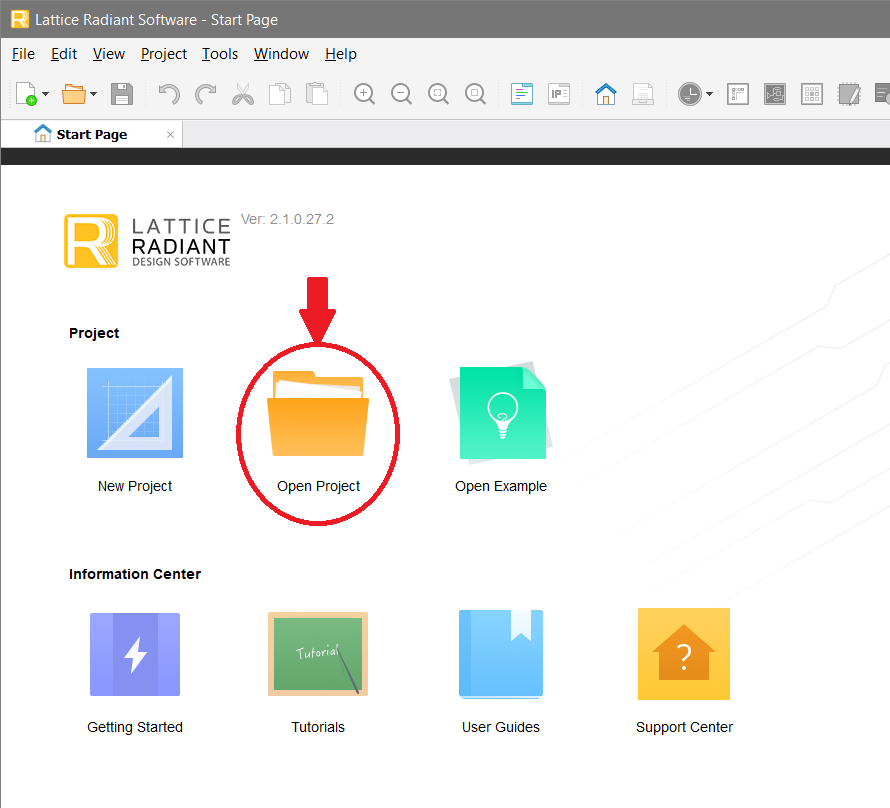 Lattice Radiant Software - Start Page
File Edit View Project Tools Window Help
IP
Start Page
LATTICE
RADIANT
DESIGN SOFTWARE
Ver: 2.1.0.27.2
Project
New Project Open Project Open Example
Information Center
Tutorial
?
Getting Started Tutorials User Guides Support Center